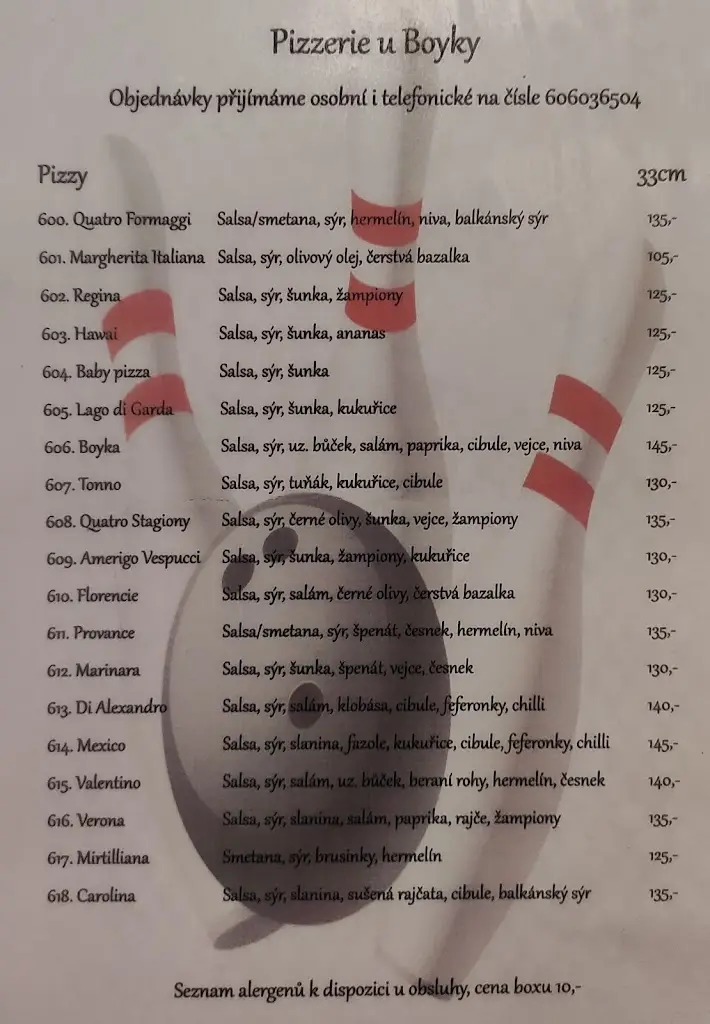 Pizzerie u Boyky
Objednávky přijímáme osobní i telefonické na čísle 606036504
Pizzy 33cm
600. Quatro Formaggi Salsa/smetana, sýr, hermelín, niva, balkánský sýr 135,-
601. Margherita Italiana Salsa, sýr, olivový olej, čerstvá bazalka 105,-
602. Regina Salsa, sýr, šunka, žampiony 125,-
603. Hawai Salsa, sýr, šunka, ananas 125,-
604. Baby pizza Salsa, sýr, šunka 125,-
605. Lago di Garda Salsa, sýr, šunka, kukuřice 125,-
606. Boyka Salsa, sýr, uz. bůček, salám, paprika, cibule, vejce, niva 145,-
607. Tonno Salsa, sýr, tuňák, kukuřice, cibule 130,-
608. Quatro Stagiony Salsa, sýr, černé olivy, šunka, vejce, žampiony 135,-
609. Amerigo Vespucci Salsa, sýr, šunka, žampiony, kukuřice 130,-
610. Florencie Salsa, sýr, salám, černé olivy, čerstvá bazalka 130,-
611. Provance Salsa/smetana, sýr, špenát, česnek, hermelín, niva 135,-
612. Marinara Salsa, sýr, šunka, špenát, vejce, česnek 130,-
613. Di Alexandro Salsa, sýr, salám, klobása, cibule, feferonky, chilli 140,-
614. Mexico Salsa, sýr, slanina, fazole, kukuřice, cibule, feferonky, chilli 145,-
615. Valentino Salsa, sýr, salám, uz. bůček, beraní rohy, hermelín, česnek 140,-
616. Verona Salsa, sýr, slanina, salám, paprika, rajče, žampiony 135,-
617. Mirtilliana Smetana, sýr, brusinky, hermelín 125,-
618. Carolina Salsa, sýr, slanina, sušená rajčata, cibule, balkánský sýr 135,-
Seznam alergenů k dispozici u obsluhy, cena boxu 10,-